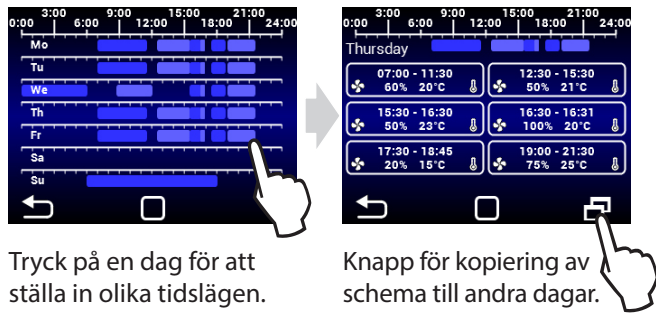 3:00 9:00 15:00 21:00
0:00 6:00 12:00 18:00 24:00
Mo
Tu
We
Th
Fr
Sa
Su
Tryck på en dag för att
ställa in olika tidslägen.
3:00 9:00 15:00 21:00
0:00 6:00 12:00 18:00 24:00
Thursday
07:00 - 11:30
60% 20°C
12:30 - 15:30
50% 21°C
15:30 - 16:30
50% 23°C
16:30 - 16:31
100% 20°C
17:30 - 18:45
20% 15°C
19:00 - 21:30
75% 25°C
Knapp för kopiering av
schema till andra dagar.